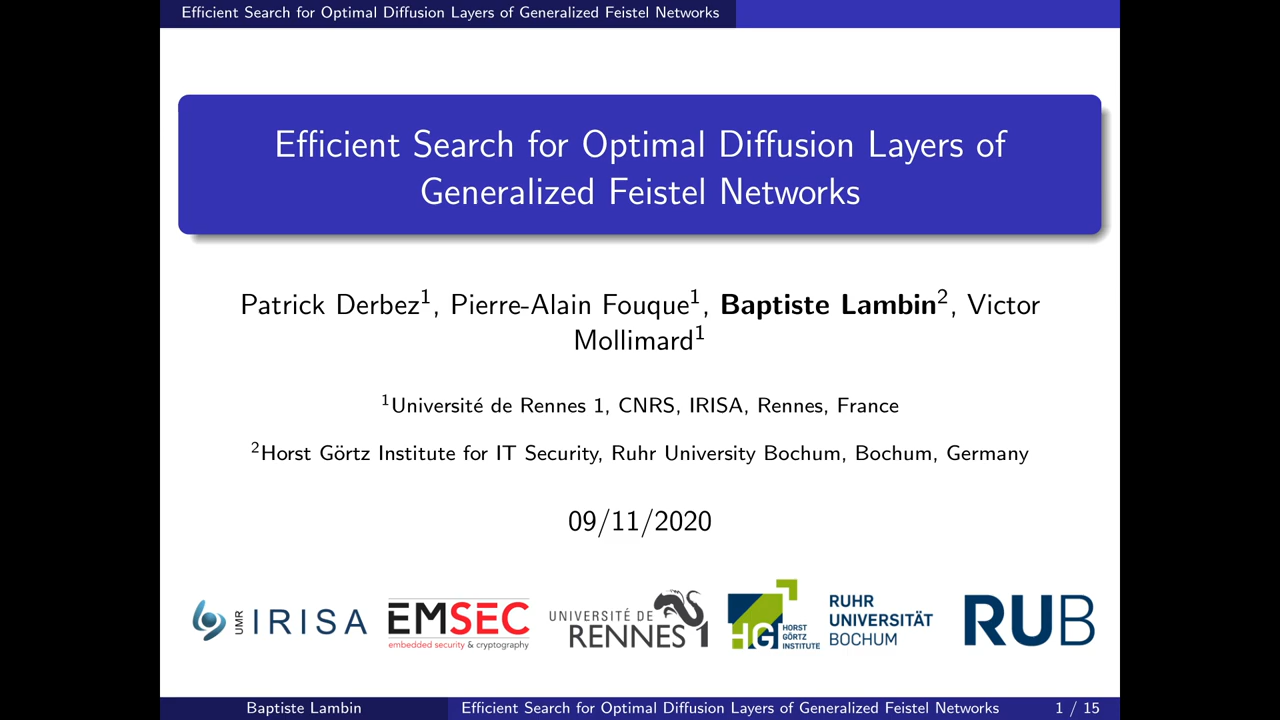 Efficient Search for Optimal Diffusion Layers of Generalized Feistel Networks
Efficient Search for Optimal Diffusion Layers of
Generalized Feistel Networks
Patrick Derbez1, Pierre-Alain Fouque1, Baptiste Lambin2, Victor
Mollimard1
1Université de Rennes 1, CNRS, IRISA, Rennes, France
2Horst Görtz Institute for IT Security, Ruhr University Bochum, Bochum, Germany
09/11/2020
UMR IRISA
EMSEC
embedded security & cryptography
UNIVERSITÉ DE
RENNES 1
HG HORST
GÖRTZ
INSTITUTE
RUHR
UNIVERSITÄT
BOCHUM
RUB
Baptiste Lambin Efficient Search for Optimal Diffusion Layers of Generalized Feistel Networks 1 / 15